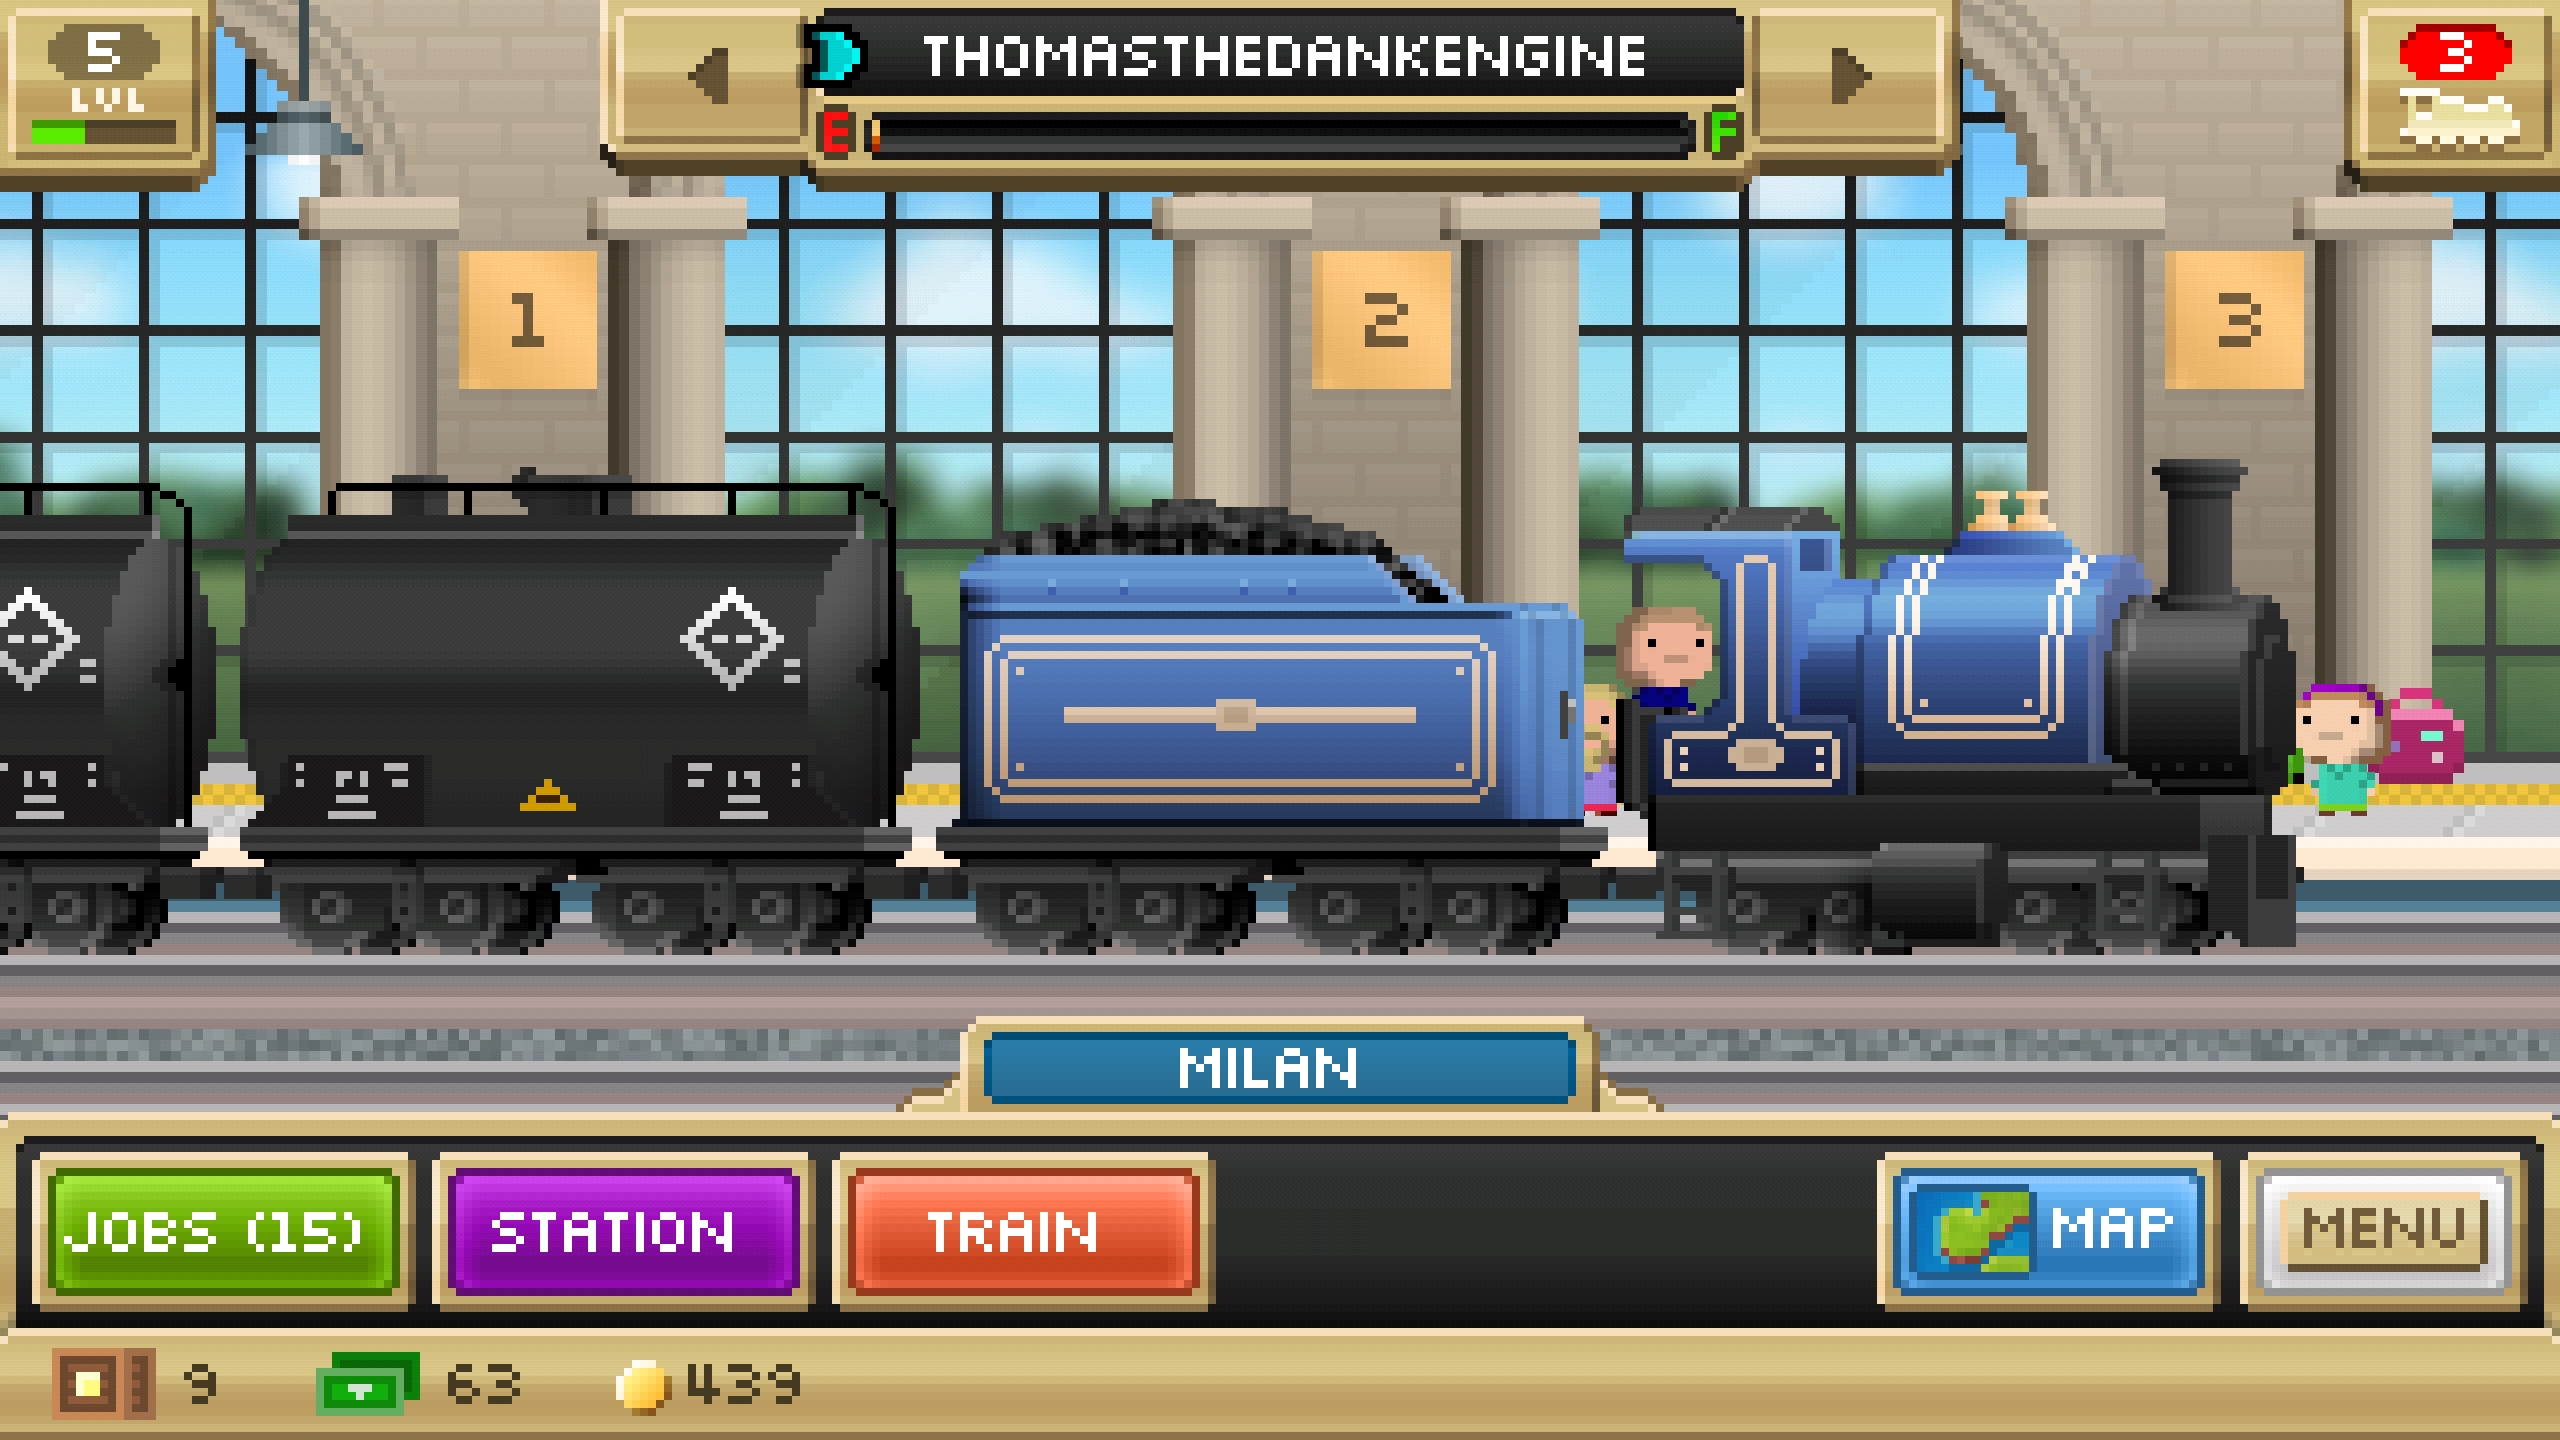 5
LVL
THOMASTHEDANKENGINE
E F
3
1
2
3
MILAN
JOBS (15)
STATION
TRAIN
MAP
MENU
9
63
439